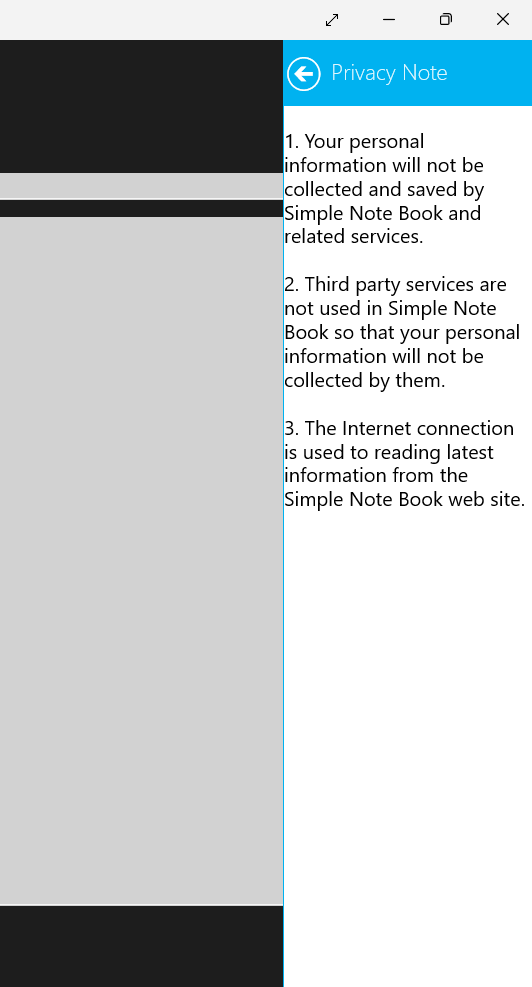 Privacy Note
1. Your personal
information will not be
collected and saved by
Simple Note Book and
related services.
2. Third party services are
not used in Simple Note
Book so that your personal
information will not be
collected by them.
3. The Internet connection
is used to reading latest
information from the
Simple Note Book web site.